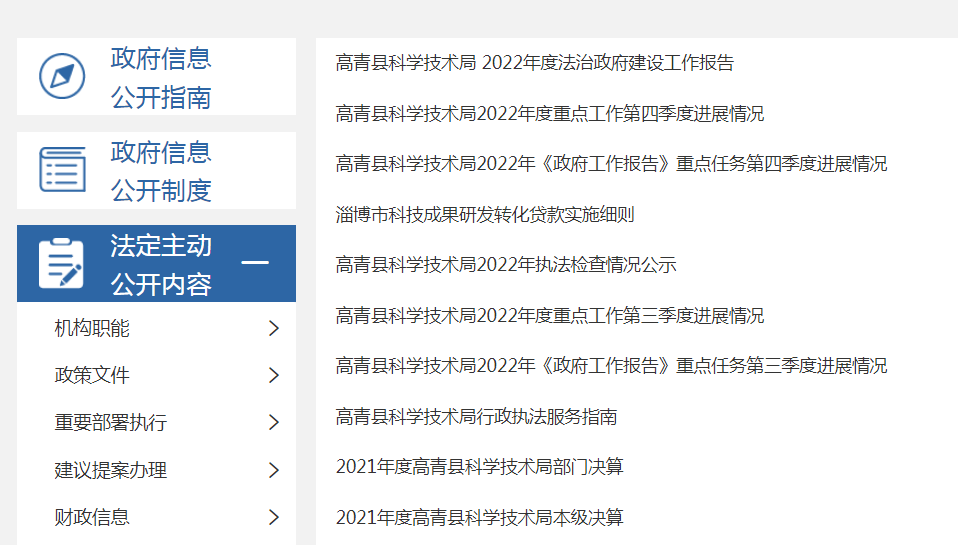 政府信息
公开指南
政府信息
公开制度
法定主动
公开内容
机构职能
政策文件
重要部署执行
建议提案办理
财政信息
高青县科学技术局 2022年度法治政府建设工作报告
高青县科学技术局2022年度重点工作第四季度进展情况
高青县科学技术局2022年《政府工作报告》重点任务第四季度进展情况
淄博市科技成果研发转化贷款实施细则
高青县科学技术局2022年执法检查情况公示
高青县科学技术局2022年度重点工作第三季度进展情况
高青县科学技术局2022年《政府工作报告》重点任务第三季度进展情况
高青县科学技术局行政执法服务指南
2021年度高青县科学技术局部门决算
2021年度高青县科学技术局本级决算